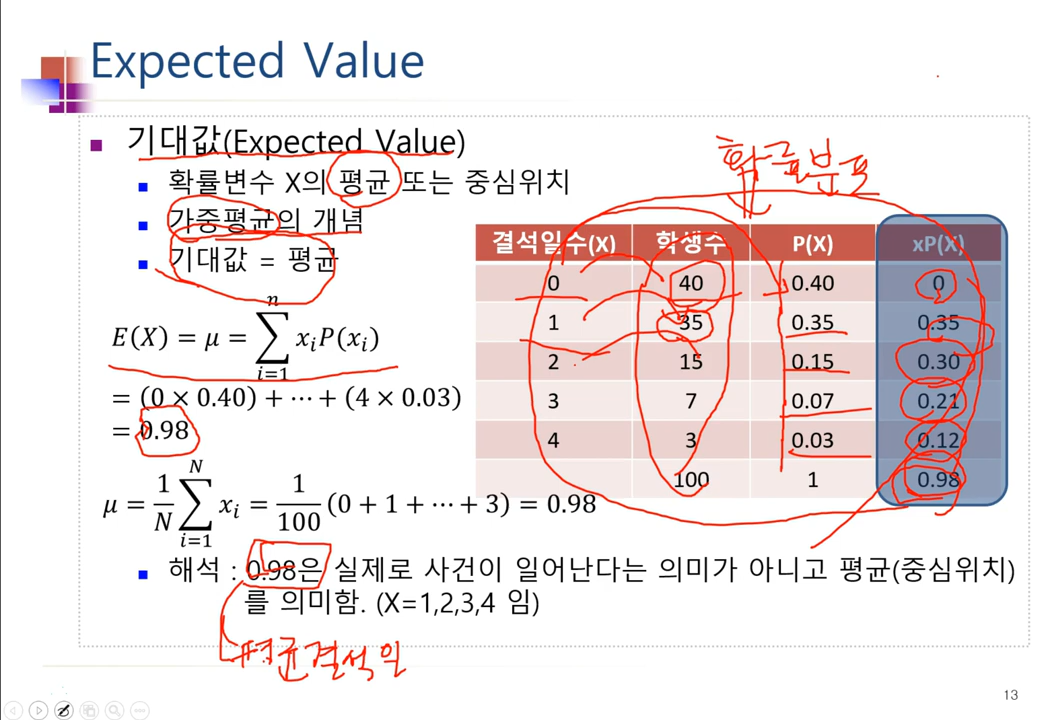 Expected Value
기대값(Expected Value)
확률변수 X의 평균 또는 중심위치
가중평균의 개념
기대값 = 평균
E(X) = μ = ∑ᵢ₌₁ⁿ xᵢP(xᵢ)
= (0 × 0.40) + ⋯ + (4 × 0.03)
= 0.98
μ = 1/N ∑ᵢ₌₁ᴺ xᵢ = 1/100 (0 + 1 + ⋯ + 3) = 0.98
확률분포
결석일수(X) 학생수 P(X) xP(X)
0 40 0.40 0
1 35 0.35 0.35
2 15 0.15 0.30
3 7 0.07 0.21
4 3 0.03 0.12
100 1 0.98
해석 : 0.98은 실제로 사건이 일어난다는 의미가 아니고 평균(중심위치)
를 의미함. (X=1,2,3,4 임)
평균결석일
13